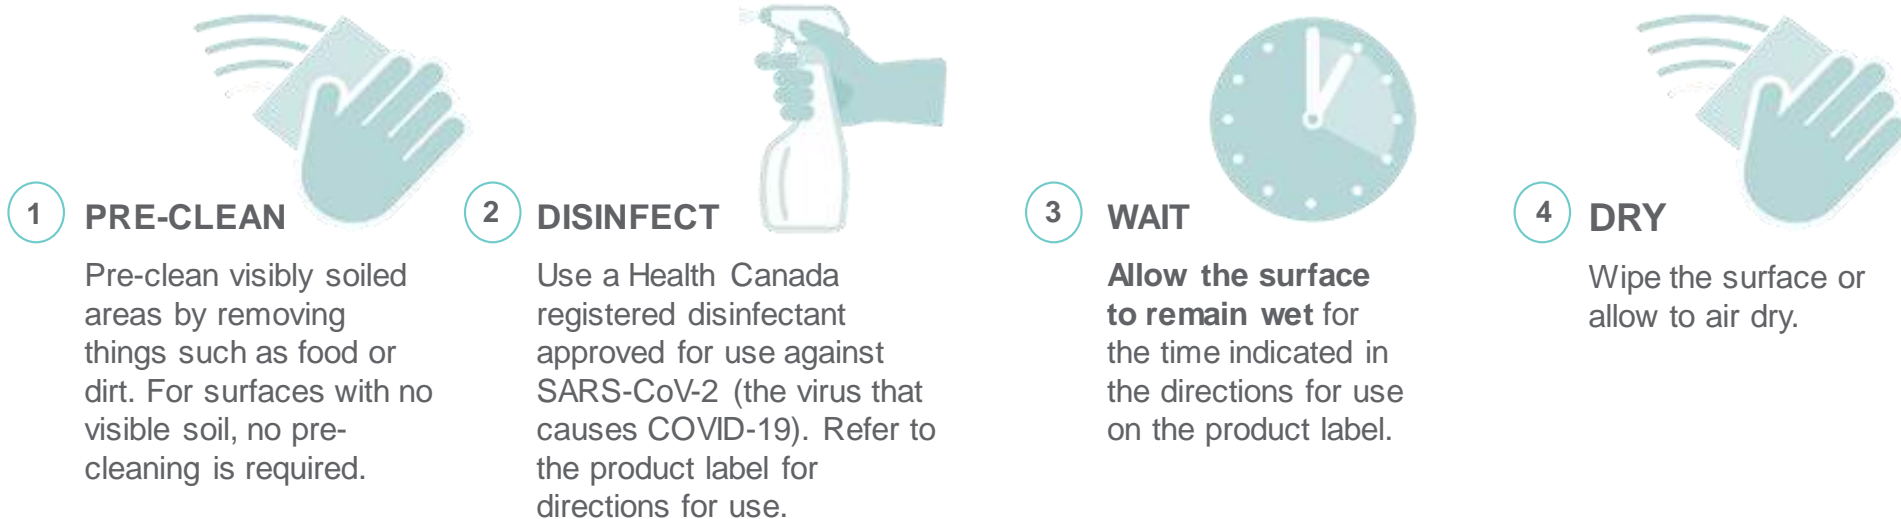 1
PRE-CLEAN
Pre-clean visibly soiled
areas by removing
things such as food or
dirt. For surfaces with no
visible soil, no pre-
cleaning is required.
2
DISINFECT
Use a Health Canada
registered disinfectant
approved for use against
SARS-CoV-2 (the virus that
causes COVID-19). Refer to
the product label for
directions for use.
3
WAIT
Allow the surface
to remain wet for
the time indicated in
the directions for use
on the product label.
4
DRY
Wipe the surface or
allow to air dry.